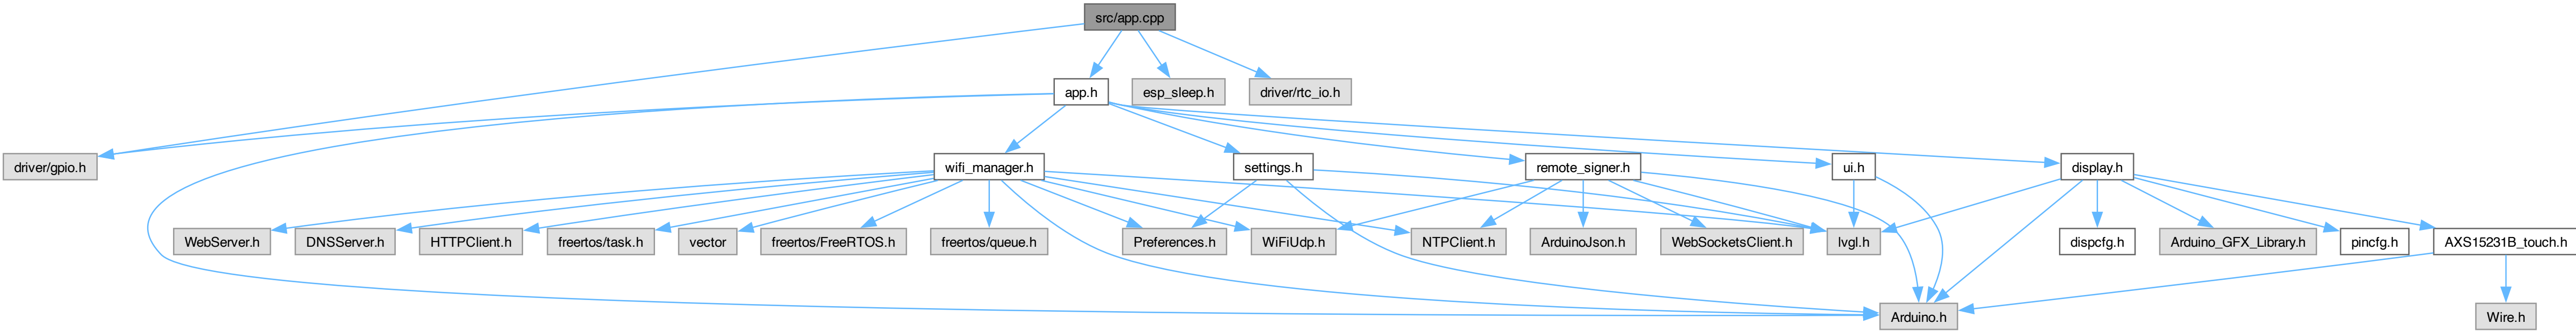 src/app.cpp
app.h
esp_sleep.h
driver/rtc_io.h
driver/gpio.h
wifi_manager.h
settings.h
remote_signer.h
ui.h
display.h
WebServer.h
DNSServer.h
HTTPClient.h
freertos/task.h
vector
freertos/FreeRTOS.h
freertos/queue.h
Preferences.h
WiFiUdp.h
NTPClient.h
ArduinoJson.h
WebSocketsClient.h
lvgl.h
dispcfg.h
Arduino_GFX_Library.h
pincfg.h
AXS15231B_touch.h
Arduino.h
Wire.h